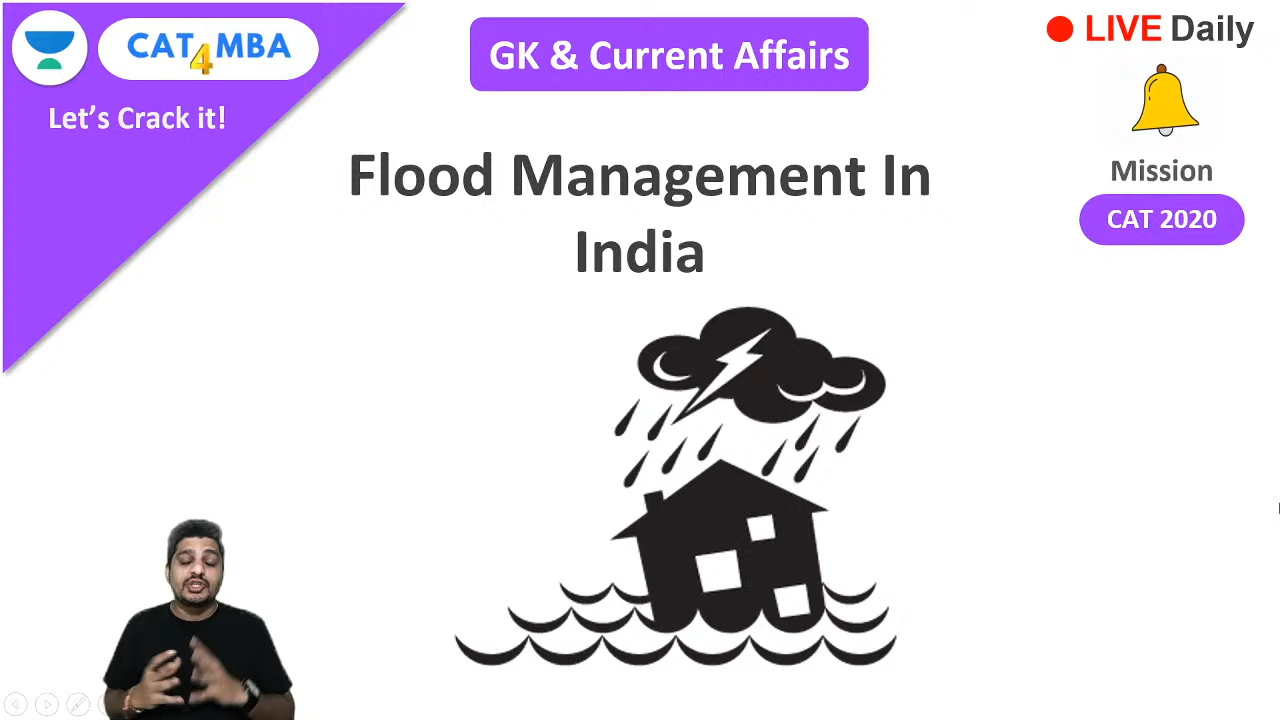 CAT4MBA
Let's Crack it!
GK & Current Affairs
LIVE Daily
Mission
CAT 2020
Flood Management In
India